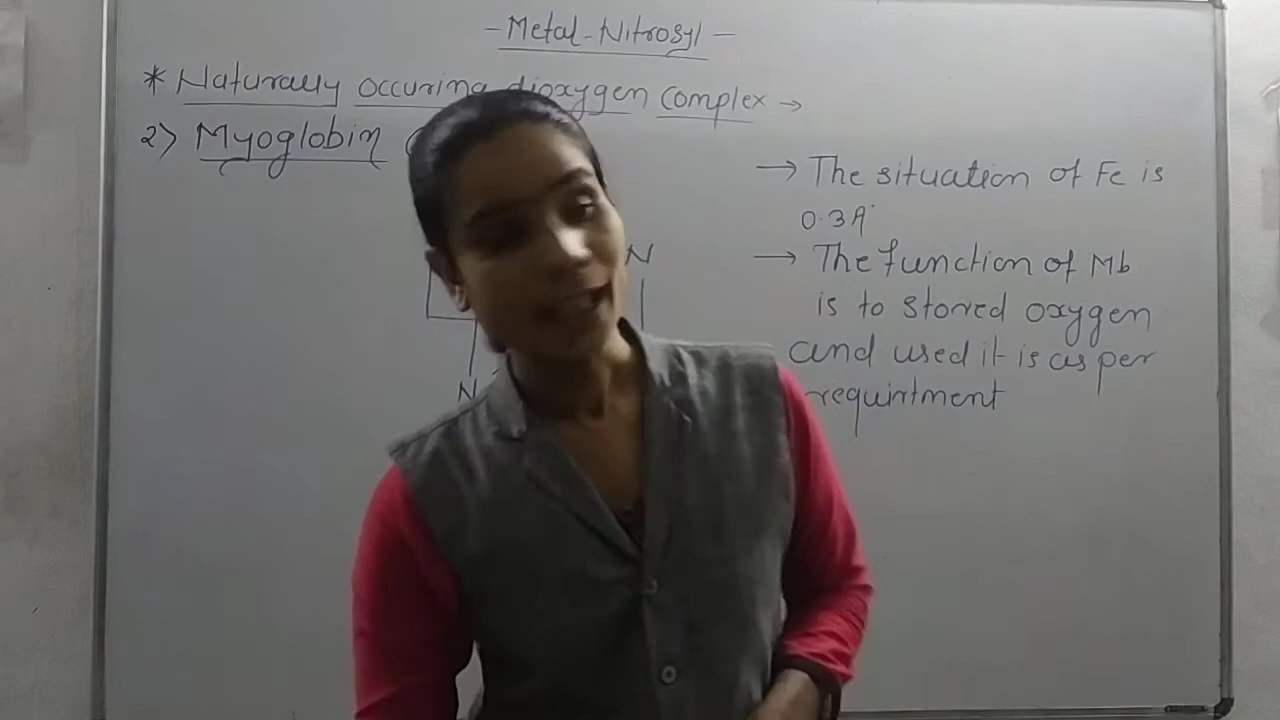 - Metal-Nitrosyl -
* Naturally occuring dioxygen complex →
2) Myoglobin (
→ The situation of Fe is
0.3A°
→ The function of Mb
is to stored oxygen
and used it is as per
requirtment
N
N